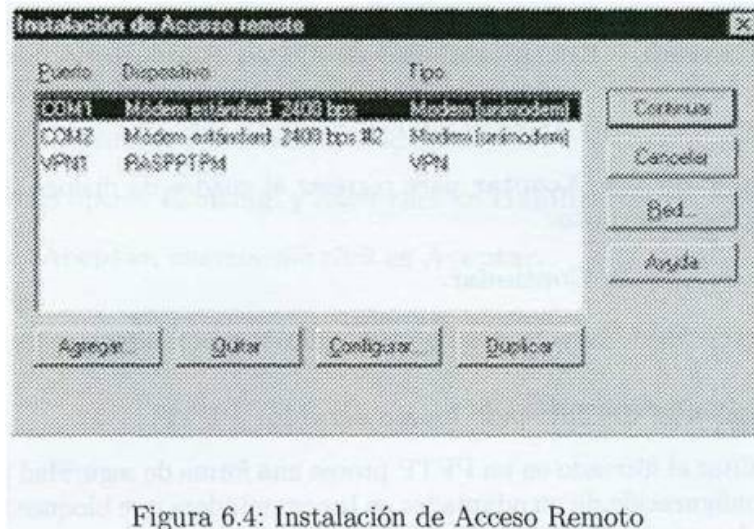 Instalación de Acceso remoto
Puerto Dispositivo Tipo
COM1 Módem estándard 2400 bps Modem (unimodem)
COM2 Módem estándard 2400 bps #2 Modem (unimodem)
VPN1 RASPPTPM VPN
Continuar
Cancelar
Red...
Ayuda
Agregar... Quitar Configurar... Duplicar
Figura 6.4: Instalación de Acceso Remoto